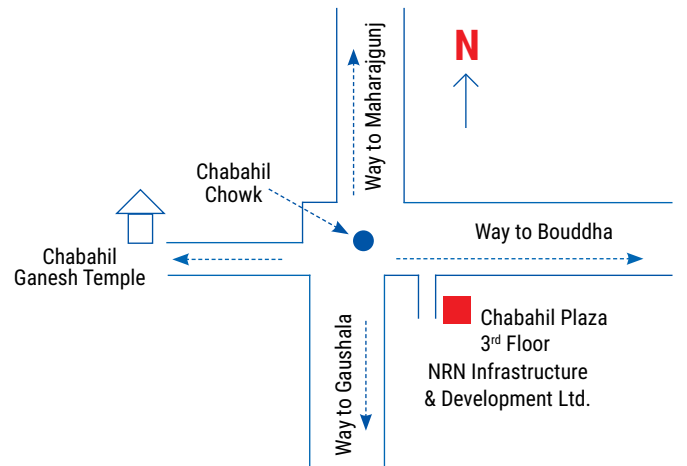 N
Way to Maharajgunj
Chabahil
Chowk
Way to Bouddha
Chabahil
Ganesh Temple
Chabahil Plaza
3rd Floor
NRN Infrastructure
& Development Ltd.
Way to Gaushala